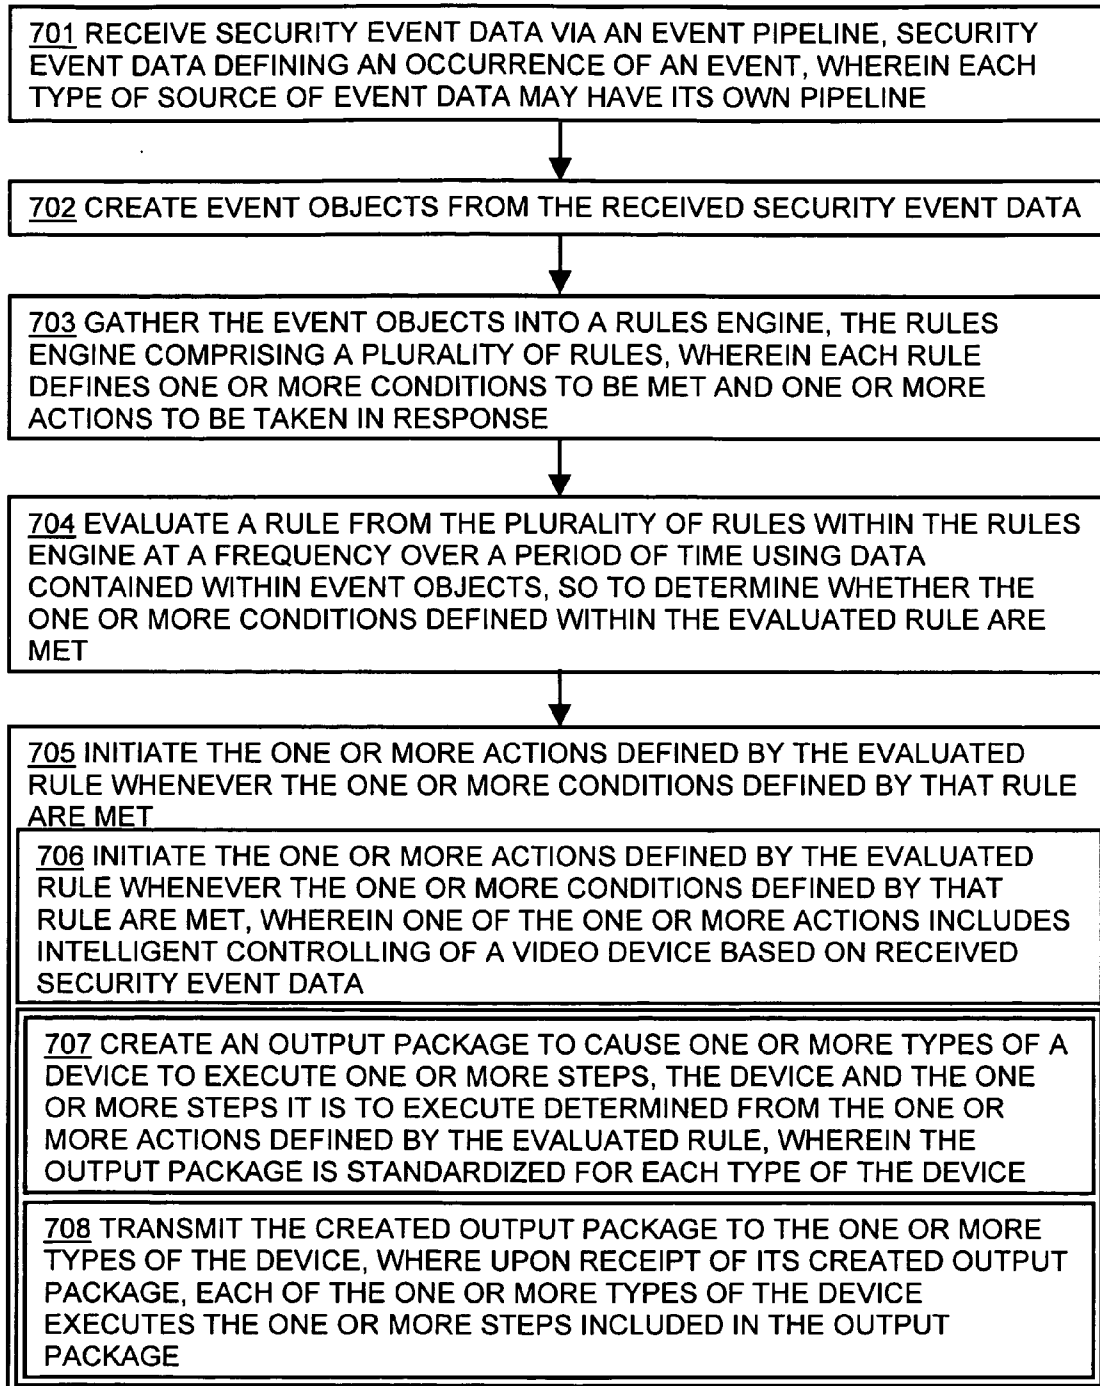 701 RECEIVE SECURITY EVENT DATA VIA AN EVENT PIPELINE, SECURITY
EVENT DATA DEFINING AN OCCURRENCE OF AN EVENT, WHEREIN EACH
TYPE OF SOURCE OF EVENT DATA MAY HAVE ITS OWN PIPELINE
702 CREATE EVENT OBJECTS FROM THE RECEIVED SECURITY EVENT DATA
703 GATHER THE EVENT OBJECTS INTO A RULES ENGINE, THE RULES
ENGINE COMPRISING A PLURALITY OF RULES, WHEREIN EACH RULE
DEFINES ONE OR MORE CONDITIONS TO BE MET AND ONE OR MORE
ACTIONS TO BE TAKEN IN RESPONSE
704 EVALUATE A RULE FROM THE PLURALITY OF RULES WITHIN THE RULES
ENGINE AT A FREQUENCY OVER A PERIOD OF TIME USING DATA
CONTAINED WITHIN EVENT OBJECTS, SO TO DETERMINE WHETHER THE
ONE OR MORE CONDITIONS DEFINED WITHIN THE EVALUATED RULE ARE
MET
705 INITIATE THE ONE OR MORE ACTIONS DEFINED BY THE EVALUATED
RULE WHENEVER THE ONE OR MORE CONDITIONS DEFINED BY THAT RULE
ARE MET
706 INITIATE THE ONE OR MORE ACTIONS DEFINED BY THE EVALUATED
RULE WHENEVER THE ONE OR MORE CONDITIONS DEFINED BY THAT
RULE ARE MET, WHEREIN ONE OF THE ONE OR MORE ACTIONS INCLUDES
INTELLIGENT CONTROLLING OF A VIDEO DEVICE BASED ON RECEIVED
SECURITY EVENT DATA
707 CREATE AN OUTPUT PACKAGE TO CAUSE ONE OR MORE TYPES OF A
DEVICE TO EXECUTE ONE OR MORE STEPS, THE DEVICE AND THE ONE
OR MORE STEPS IT IS TO EXECUTE DETERMINED FROM THE ONE OR
MORE ACTIONS DEFINED BY THE EVALUATED RULE, WHEREIN THE
OUTPUT PACKAGE IS STANDARDIZED FOR EACH TYPE OF THE DEVICE
708 TRANSMIT THE CREATED OUTPUT PACKAGE TO THE ONE OR MORE
TYPES OF THE DEVICE, WHERE UPON RECEIPT OF ITS CREATED OUTPUT
PACKAGE, EACH OF THE ONE OR MORE TYPES OF THE DEVICE
EXECUTES THE ONE OR MORE STEPS INCLUDED IN THE OUTPUT
PACKAGE